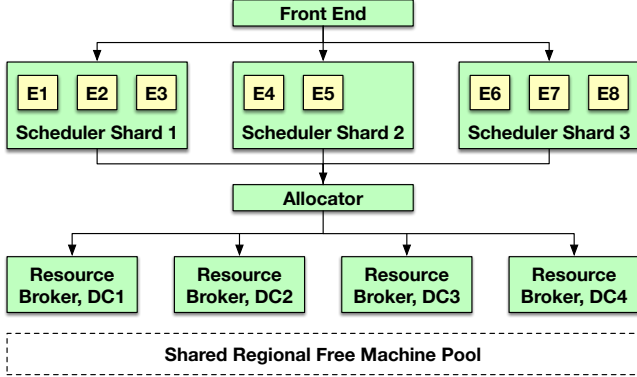 Front End
E1 E2 E3
Scheduler Shard 1
E4 E5
Scheduler Shard 2
E6 E7 E8
Scheduler Shard 3
Allocator
Resource
Broker, DC1
Resource
Broker, DC2
Resource
Broker, DC3
Resource
Broker, DC4
Shared Regional Free Machine Pool